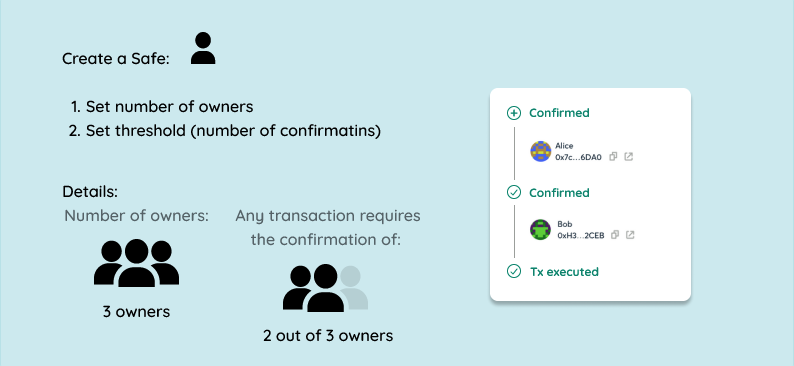 Create a Safe:
1. Set number of owners
2. Set threshold (number of confirmatins)
Details:
Number of owners:
3 owners
Any transaction requires
the confirmation of:
2 out of 3 owners
Confirmed
Alice
0x7c...6DA0
Confirmed
Bob
0xH3...2CEB
Tx executed